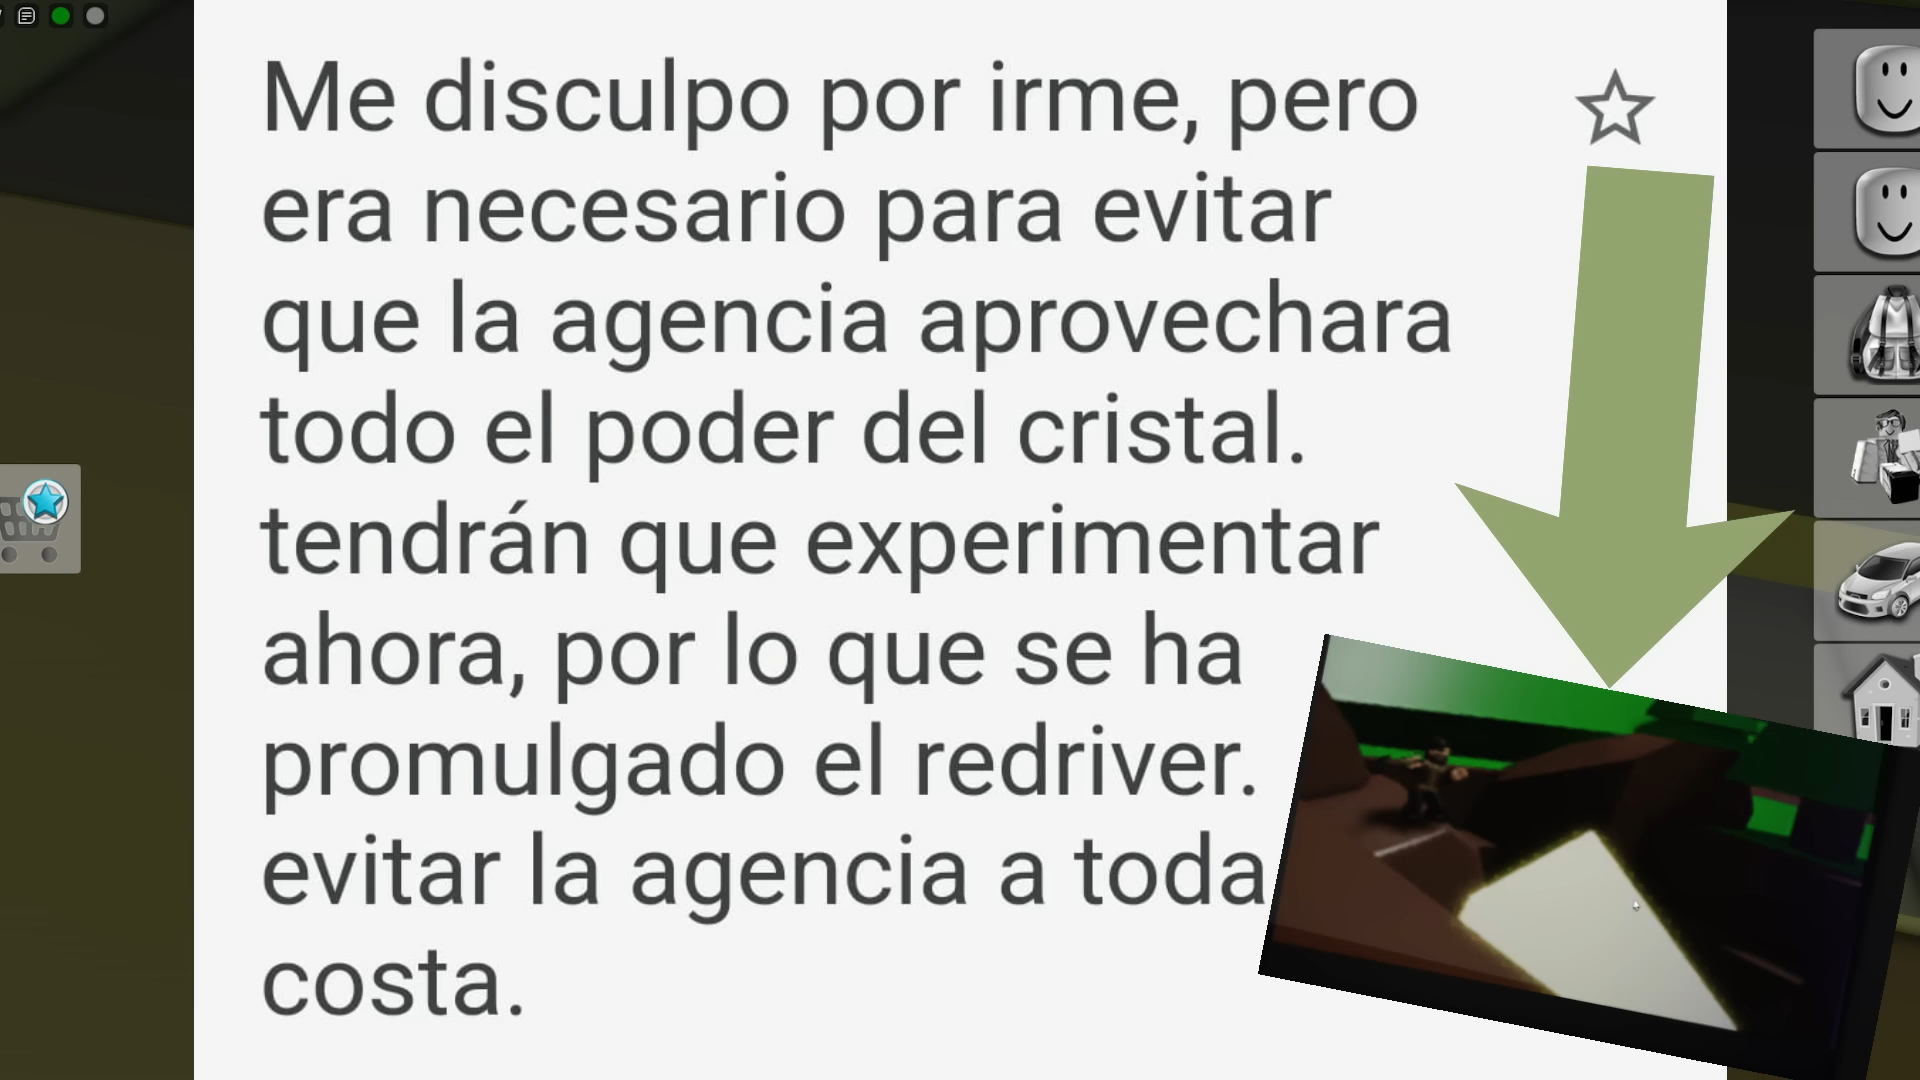 Me disculpo por irme, pero
era necesario para evitar
que la agencia aprovechara
todo el poder del cristal.
tendrán que experimentar
ahora, por lo que se ha
promulgado el redriver.
evitar la agencia a toda
costa.